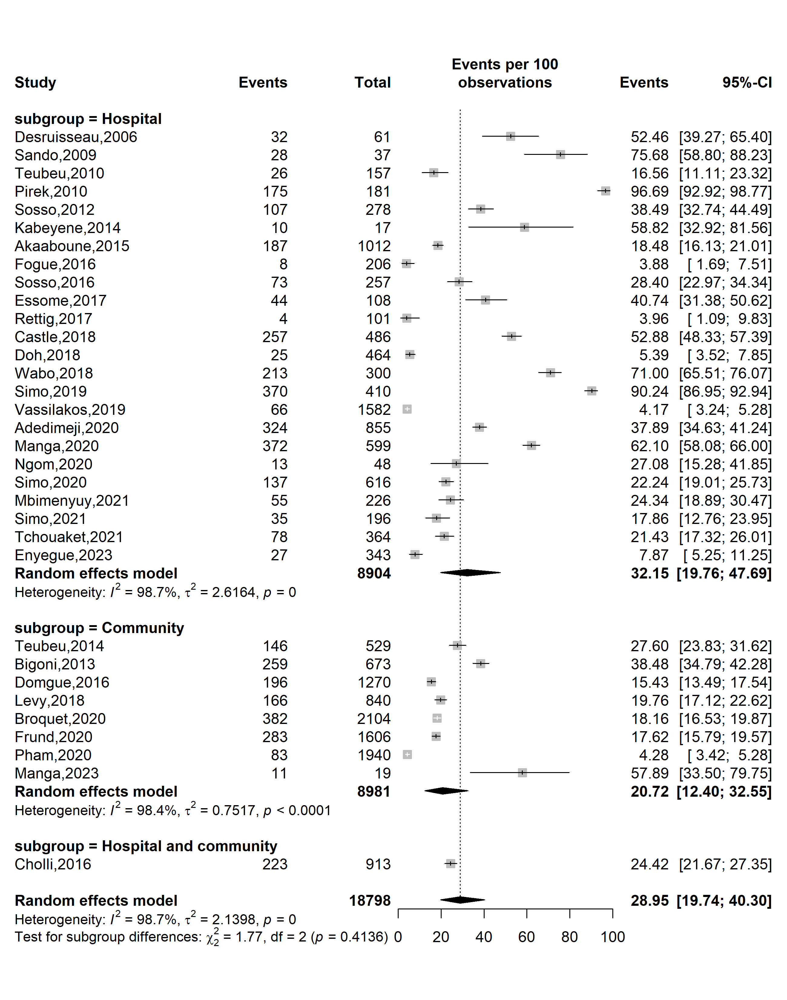 Events per 100
Study Events Total observations Events 95%-CI
subgroup = Hospital
Desruisseau,2006 32 61 52.46 [39.27; 65.40]
Sando,2009 28 37 75.68 [58.80; 88.23]
Teubeu,2010 26 157 16.56 [11.11; 23.32]
Pirek,2010 175 181 96.69 [92.92; 98.77]
Sosso,2012 107 278 38.49 [32.74; 44.49]
Kabeyene,2014 10 17 58.82 [32.92; 81.56]
Akaaboune,2015 187 1012 18.48 [16.13; 21.01]
Fogue,2016 8 206 3.88 [ 1.69; 7.51]
Sosso,2016 73 257 28.40 [22.97; 34.34]
Essome,2017 44 108 40.74 [31.38; 50.62]
Rettig,2017 4 101 3.96 [ 1.09; 9.83]
Castle,2018 257 486 52.88 [48.33; 57.39]
Doh,2018 25 464 5.39 [ 3.52; 7.85]
Wabo,2018 213 300 71.00 [65.51; 76.07]
Simo,2019 370 410 90.24 [86.95; 92.94]
Vassilakos,2019 66 1582 4.17 [ 3.24; 5.28]
Adedimeji,2020 324 855 37.89 [34.63; 41.24]
Manga,2020 372 599 62.10 [58.08; 66.00]
Ngom,2020 13 48 27.08 [15.28; 41.85]
Simo,2020 137 616 22.24 [19.01; 25.73]
Mbimenyuy,2021 55 226 24.34 [18.89; 30.47]
Simo,2021 35 196 17.86 [12.76; 23.95]
Tchouaket,2021 78 364 21.43 [17.32; 26.01]
Enyegue,2023 27 343 7.87 [ 5.25; 11.25]
Random effects model 8904 32.15 [19.76; 47.69]
Heterogeneity: I² = 98.7%, τ² = 2.6164, p = 0
subgroup = Community
Teubeu,2014 146 529 27.60 [23.83; 31.62]
Bigoni,2013 259 673 38.48 [34.79; 42.28]
Domgue,2016 196 1270 15.43 [13.49; 17.54]
Levy,2018 166 840 19.76 [17.12; 22.62]
Broquet,2020 382 2104 18.16 [16.53; 19.87]
Frund,2020 283 1606 17.62 [15.79; 19.57]
Pham,2020 83 1940 4.28 [ 3.42; 5.28]
Manga,2023 11 19 57.89 [33.50; 79.75]
Random effects model 8981 20.72 [12.40; 32.55]
Heterogeneity: I² = 98.4%, τ² = 0.7517, p < 0.0001
subgroup = Hospital and community
Cholli,2016 223 913 24.42 [21.67; 27.35]
Random effects model 18798 28.95 [19.74; 40.30]
Heterogeneity: I² = 98.7%, τ² = 2.1398, p = 0
Test for subgroup differences: χ²₂ = 1.77, df = 2 (p = 0.4136) 0 20 40 60 80 100